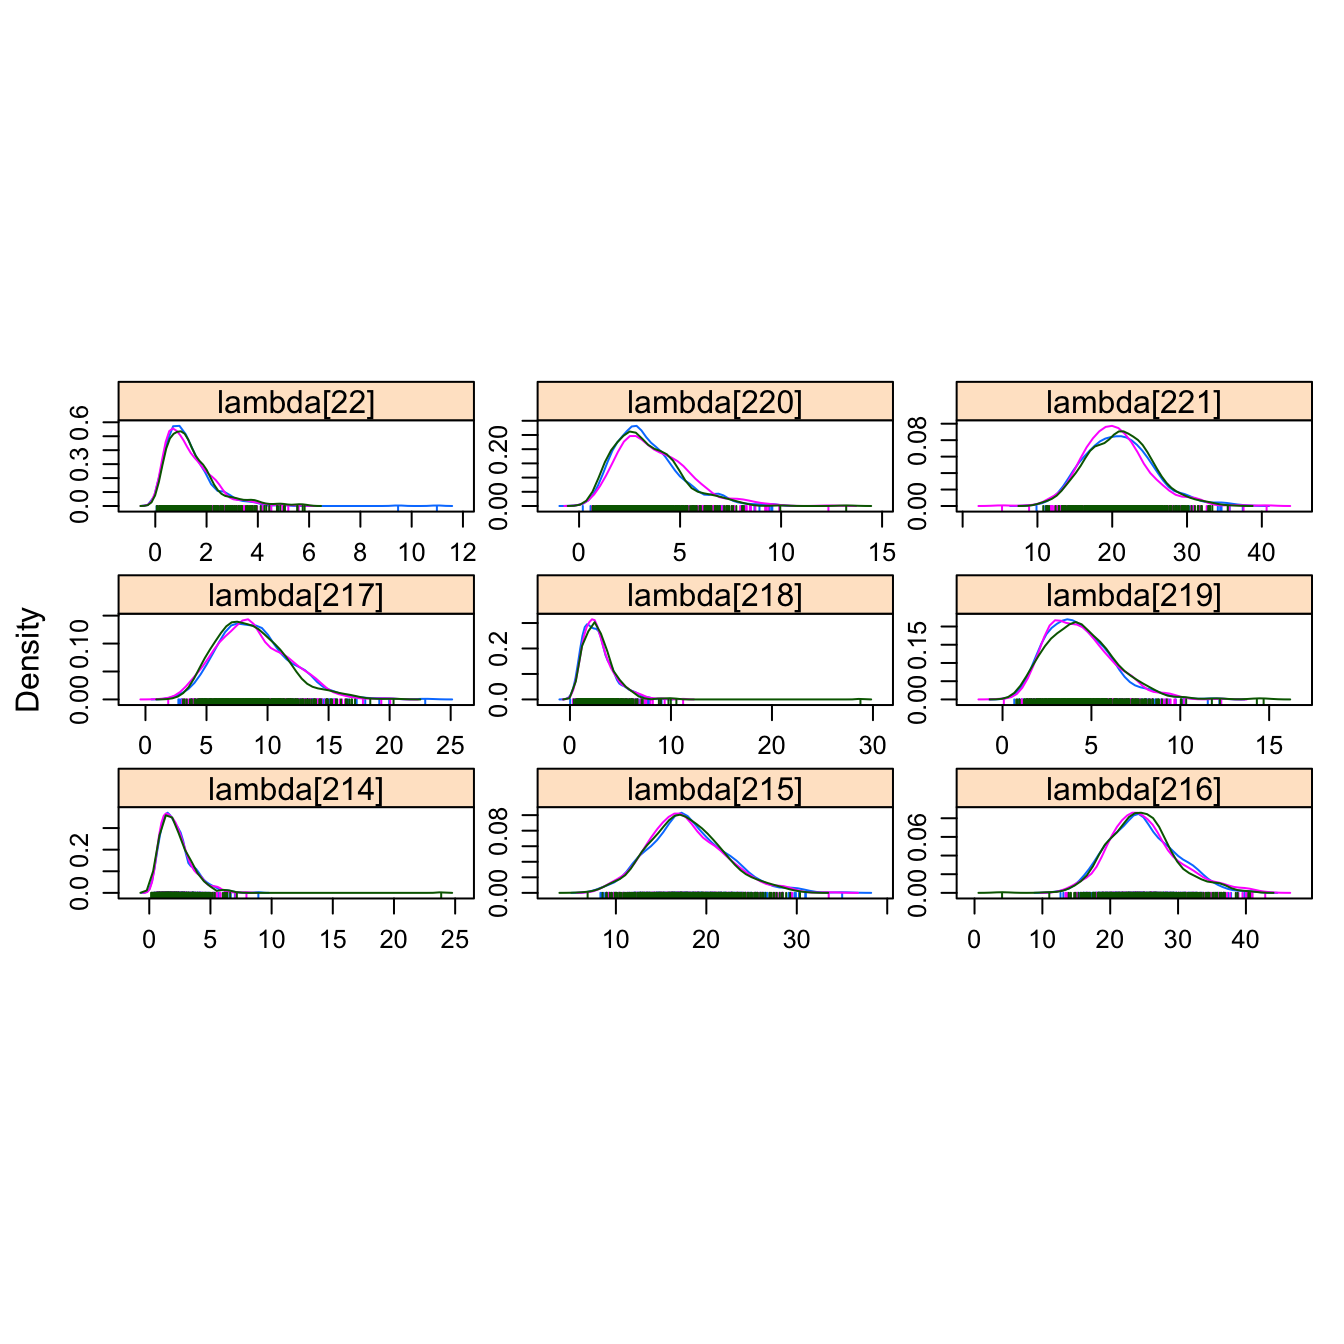 lambda[22] lambda[220] lambda[221]
0.0 0.3 0.6
0.00 0.20
0.00 0.08
0 2 4 6 8 10 12
0 5 10 15
10 20 30 40
lambda[217] lambda[218] lambda[219]
0.00 0.10
0.0 0.2
0.00 0.15
0 5 10 15 20 25
0 10 20 30
0 5 10 15
lambda[214] lambda[215] lambda[216]
0.0 0.2
0.00 0.08
0.00 0.06
0 5 10 15 20 25
10 20 30
0 10 20 30 40
Density